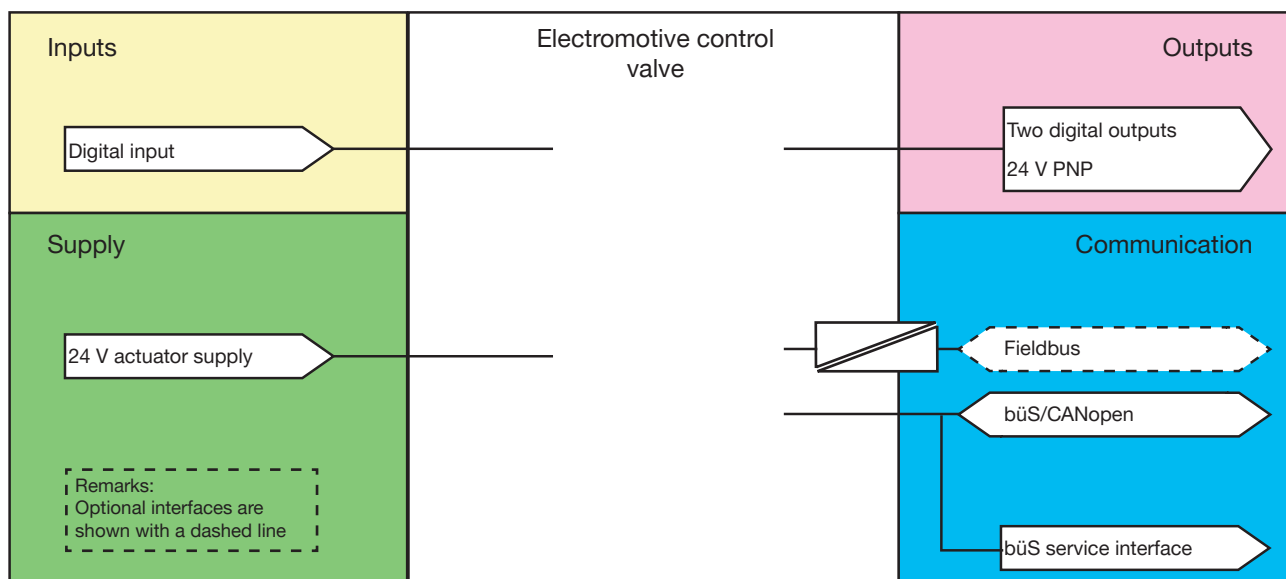 Inputs
Digital input
Supply
24 V actuator supply
Remarks:
Optional interfaces are
shown with a dashed line
Electromotive control
valve
Outputs
Two digital outputs
24 V PNP
Communication
Fieldbus
büS/CANopen
büS service interface